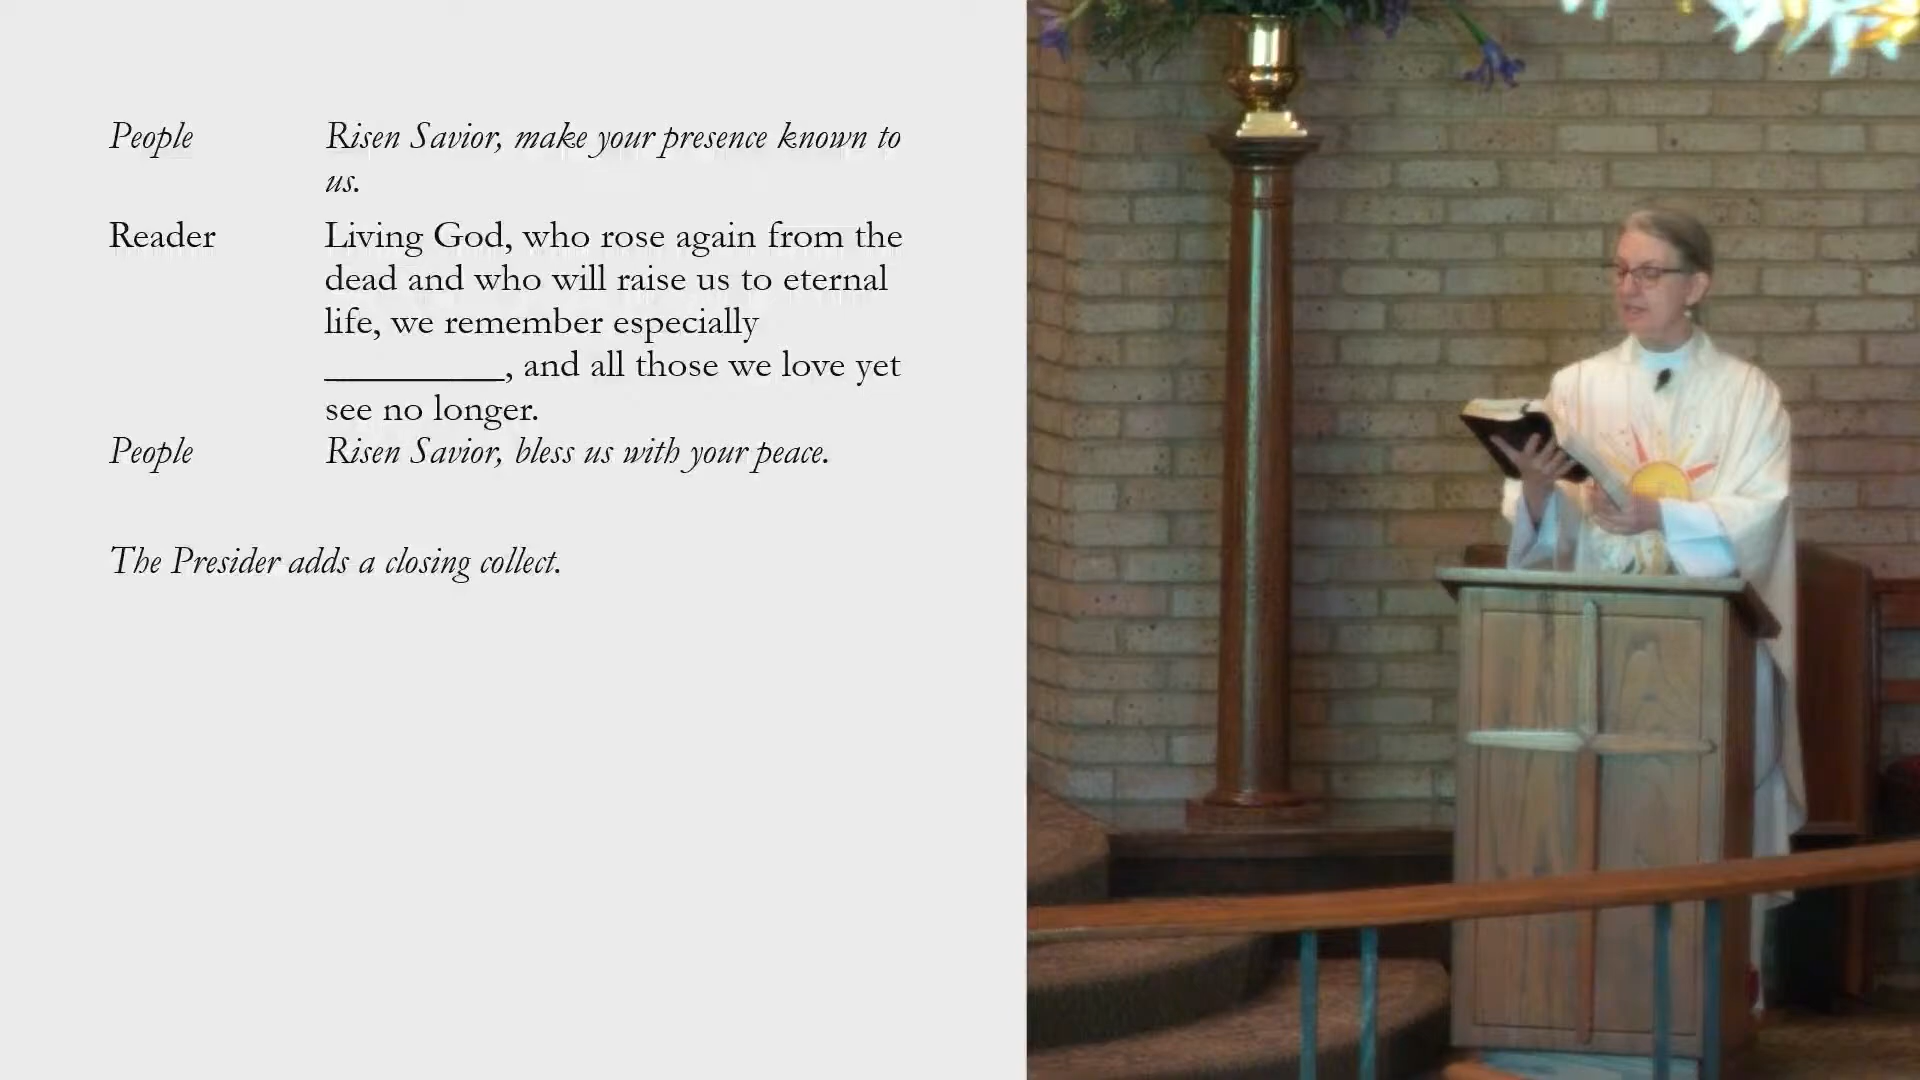 People Risen Savior, make your presence known to
us.
Reader Living God, who rose again from the
dead and who will raise us to eternal
life, we remember especially
_________, and all those we love yet
see no longer.
People Risen Savior, bless us with your peace.
The Presider adds a closing collect.